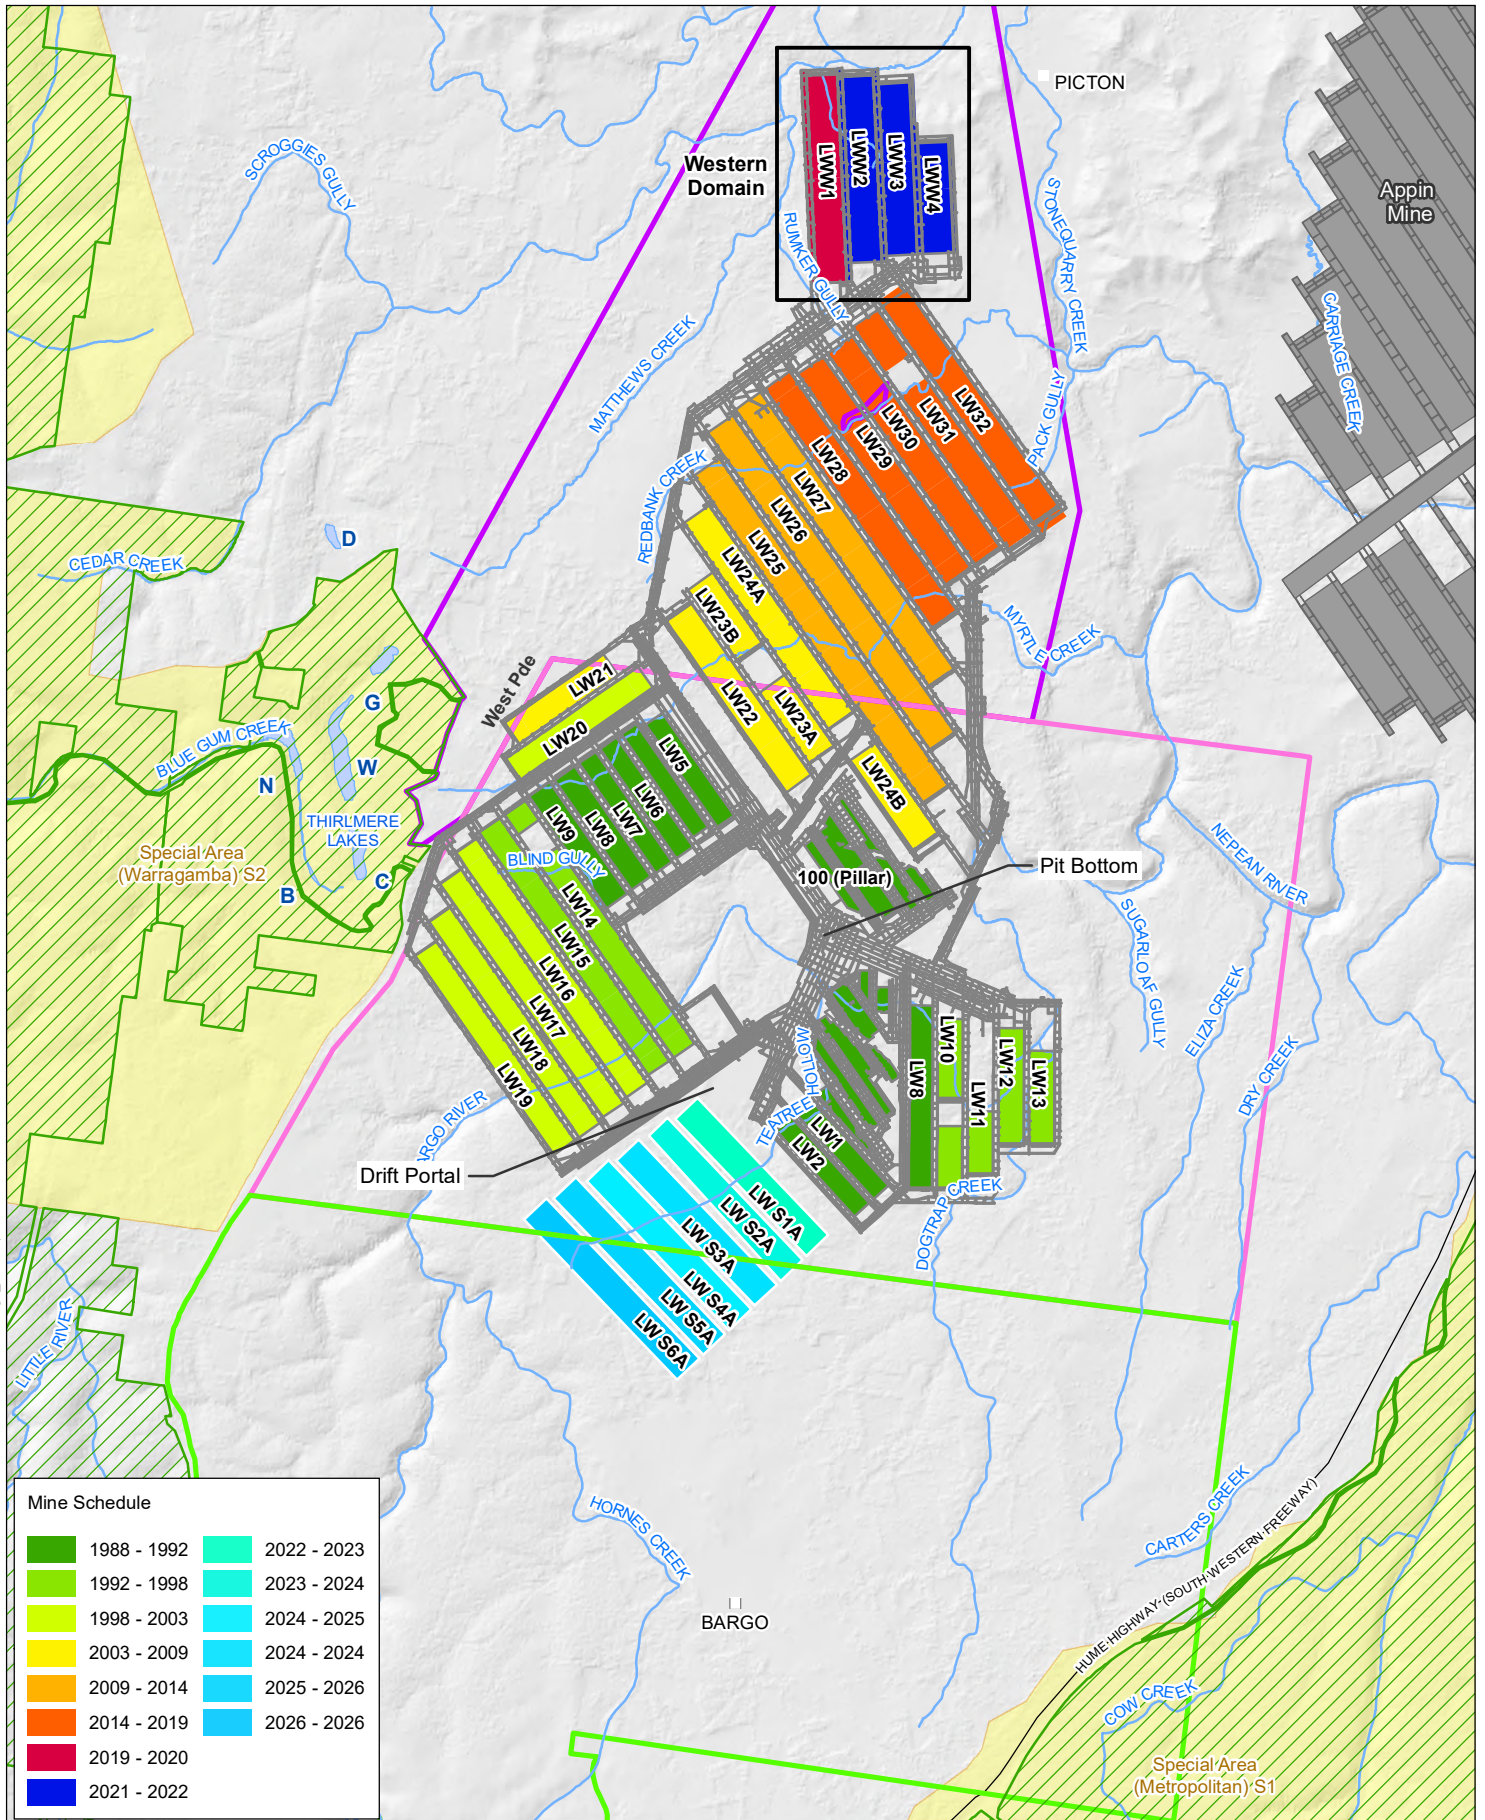 PICTON
SCROGGIES GULLY
Western
Domain
LWW1
LWW2
LWW3
LWW4
Appin
Mine
RUMKER GULLY
STONEQUARRY CREEK
CARRIAGE CREEK
MATTHEWS CREEK
PACK GULLY
LW32
LW31
LW30
LW29
LW28
LW27
LW26
LW25
LW24A
LW23B
REDBANK CREEK
D
CEDAR CREEK
MYRTLE CREEK
West Pde
LW21
LW20
LW22
LW23A
LW24B
G
W
N
B
C
BLUE GUM CREEK
THIRLMERE
LAKES
Special Area
(Warragamba) S2
LW5
LW6
LW7
LW8
LW9
BLIND GULLY
100 (Pillar)
Pit Bottom
NEPEAN RIVER
SUGARLOAF GULLY
ELIZA CREEK
DRY CREEK
LW14
LW15
LW16
LW17
LW18
LW19
TEATREE
HOLLOW
LW1
LW2
LW8
LW10
LW11
LW12
LW13
ARGO RIVER
Drift Portal
DOGTRAP CREEK
LW S1A
LW S2A
LW S3A
LW S4A
LW S5A
LW S6A
LITTLE RIVER
HORNES CREEK
BARGO
CARTERS CREEK
HUME HIGHWAY (SOUTH WESTERN FREEWAY)
COW CREEK
Special Area
(Metropolitan) S1
Mine Schedule
1988 - 1992
1992 - 1998
1998 - 2003
2003 - 2009
2009 - 2014
2014 - 2019
2019 - 2020
2021 - 2022
2022 - 2023
2023 - 2024
2024 - 2025
2024 - 2024
2025 - 2026
2026 - 2026